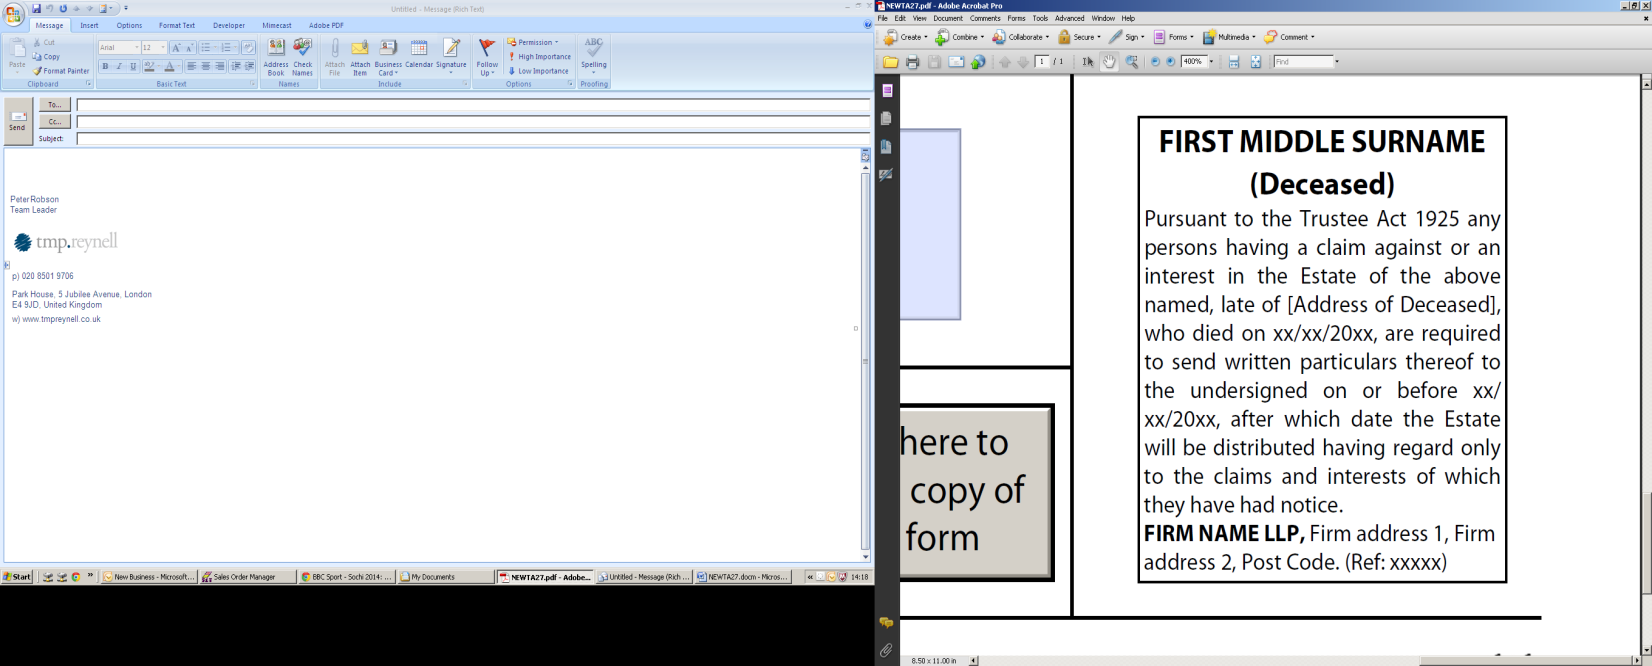 Untitled - Message (Rich Text)
Message Insert Options Format Text Developer Mimecast Adobe PDF
Paste
Cut
Copy
Format Painter
Clipboard
Arial 12
Basic Text
Address Book
Check Names
Names
Attach File
Attach Item
Business Card
Calendar
Signature
Include
Follow Up
Permission
High Importance
Low Importance
Options
ABC
Spelling
Proofing
Send
To...
Cc...
Subject:
Peter Robson
Team Leader
tmp.reynell
p) 020 8501 9706
Park House, 5 Jubilee Avenue, London
E4 9JD, United Kingdom
w) www.tmpreynell.co.uk
Start
New Business - Microsoft...
Sales Order Manager
BBC Sport - Sochi 2014: ...
My Documents
NEWTA27.pdf - Adobe...
Untitled - Message (Rich ...
NEWTA27.docm - Micros...
14:18
NEWTA27.pdf - Adobe Acrobat Pro
File Edit View Document Comments Forms Tools Advanced Window Help
Create Combine Collaborate Secure Sign Forms Multimedia Comment
1 / 1 400% Find
here to
copy of
form
FIRST MIDDLE SURNAME
(Deceased)
Pursuant to the Trustee Act 1925 any
persons having a claim against or an
interest in the Estate of the above
named, late of [Address of Deceased],
who died on xx/xx/20xx, are required
to send written particulars thereof to
the undersigned on or before xx/
xx/20xx, after which date the Estate
will be distributed having regard only
to the claims and interests of which
they have had notice.
FIRM NAME LLP, Firm address 1, Firm
address 2, Post Code. (Ref: xxxxx)
8.50 x 11.00 in